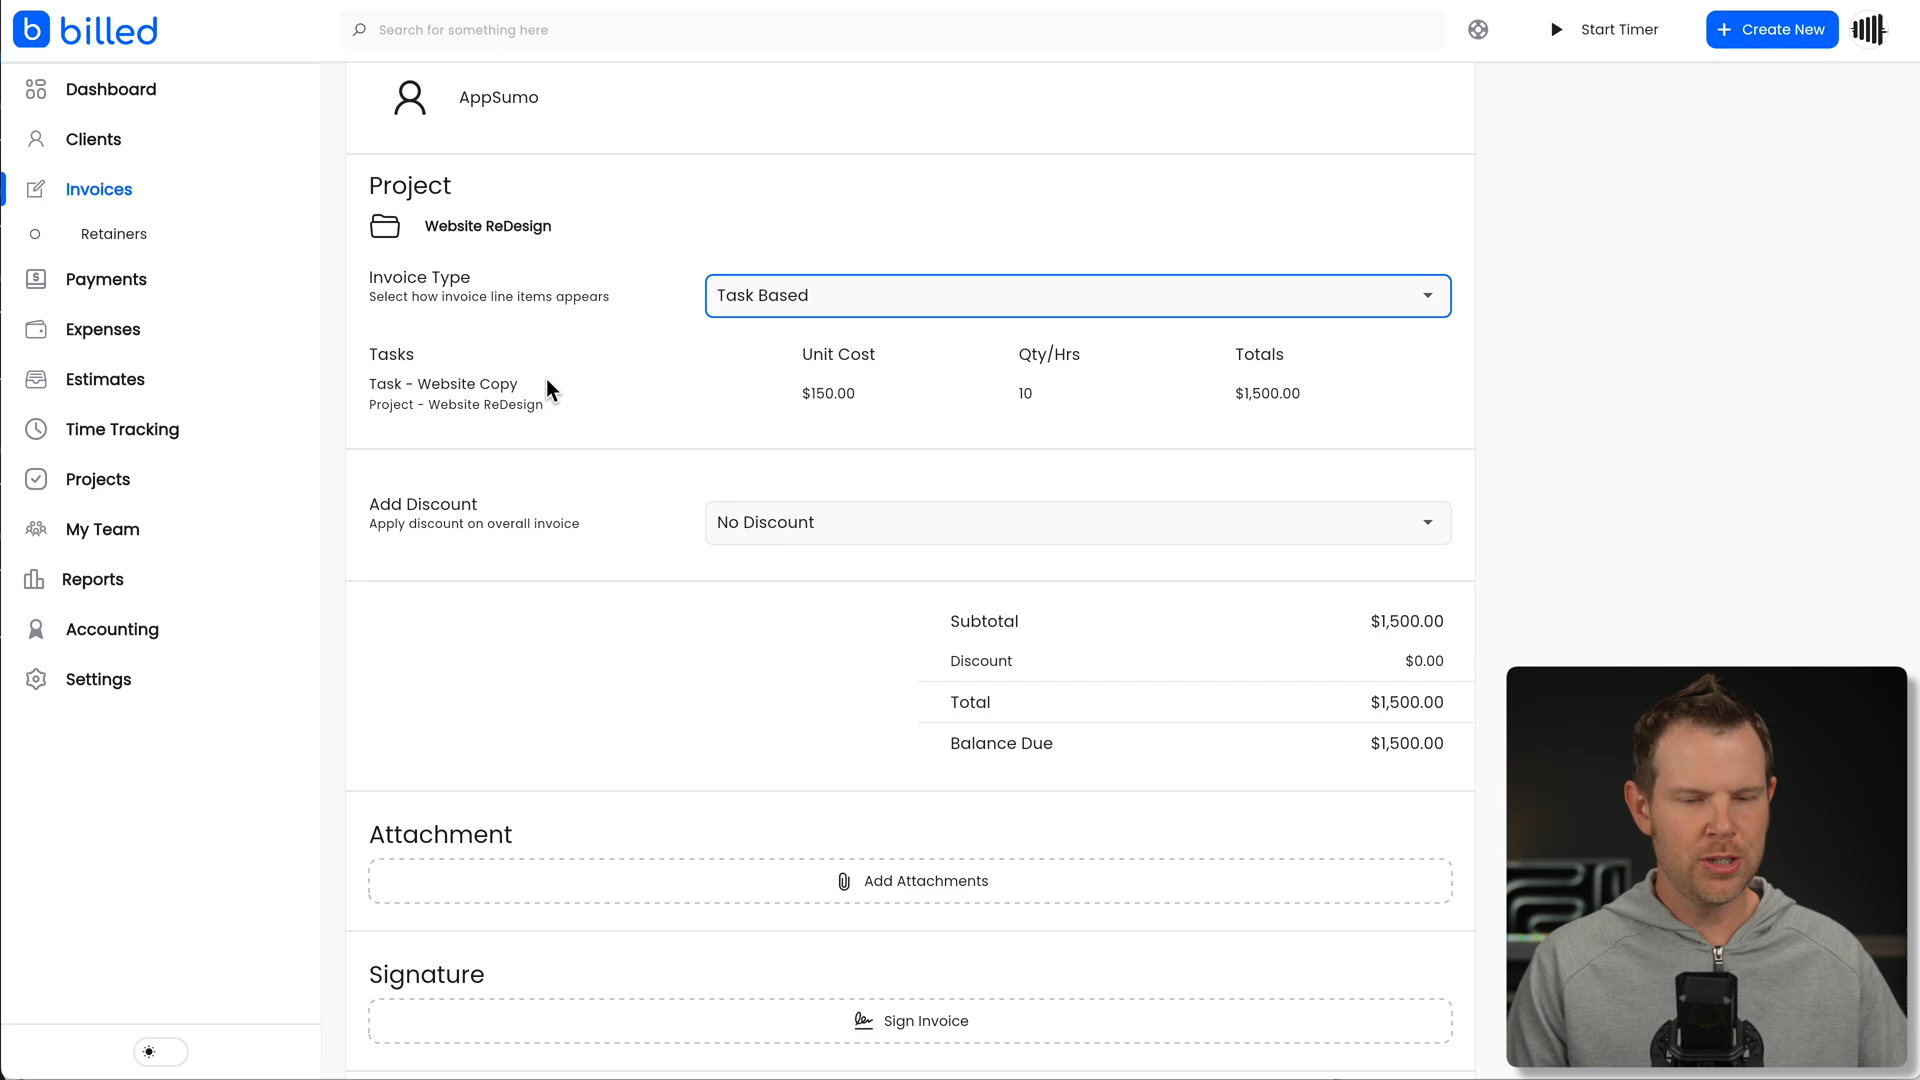 b billed
Search for something here
Start Timer
+ Create New
Dashboard
Clients
Invoices
Retainers
Payments
Expenses
Estimates
Time Tracking
Projects
My Team
Reports
Accounting
Settings
AppSumo
Project
Website ReDesign
Invoice Type
Select how invoice line items appears
Task Based
Tasks Unit Cost Qty/Hrs Totals
Task - Website Copy
Project - Website ReDesign
$150.00 10 $1,500.00
Add Discount
Apply discount on overall invoice
No Discount
Subtotal $1,500.00
Discount $0.00
Total $1,500.00
Balance Due $1,500.00
Attachment
Add Attachments
Signature
Sign Invoice